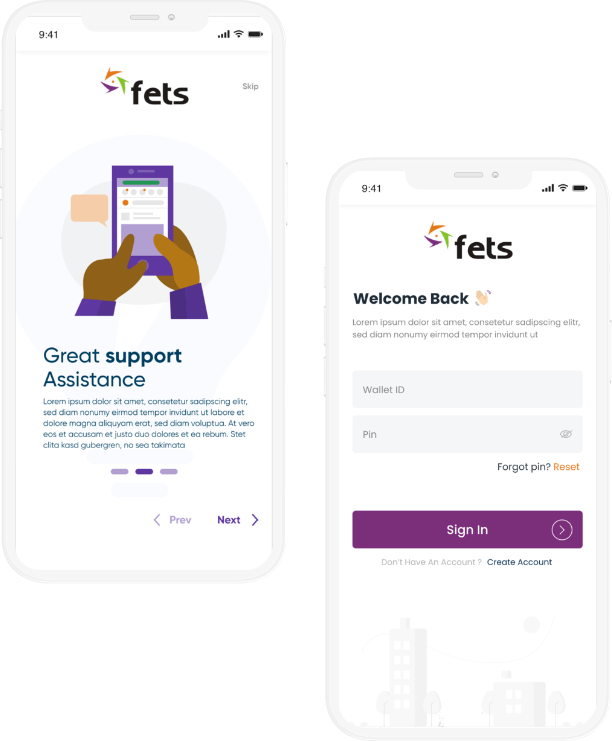 9:41
fets
Skip
Great support
Assistance
Lorem ipsum dolor sit amet, consetetur sadipscing elitr,
sed diam nonumy eirmod tempor invidunt ut labore et
dolore magna aliquyam erat, sed diam voluptua. At vero
eos et accusam et justo duo dolores et ea rebum. Stet
clita kasd gubergren, no sea takimata
Prev
Next
9:41
fets
Welcome Back
Lorem ipsum dolor sit amet, consetetur sadipscing elitr,
sed diam nonumy eirmod tempor invidunt ut
Wallet ID
Pin
Forgot pin? Reset
Sign In
Don't Have An Account ? Create Account